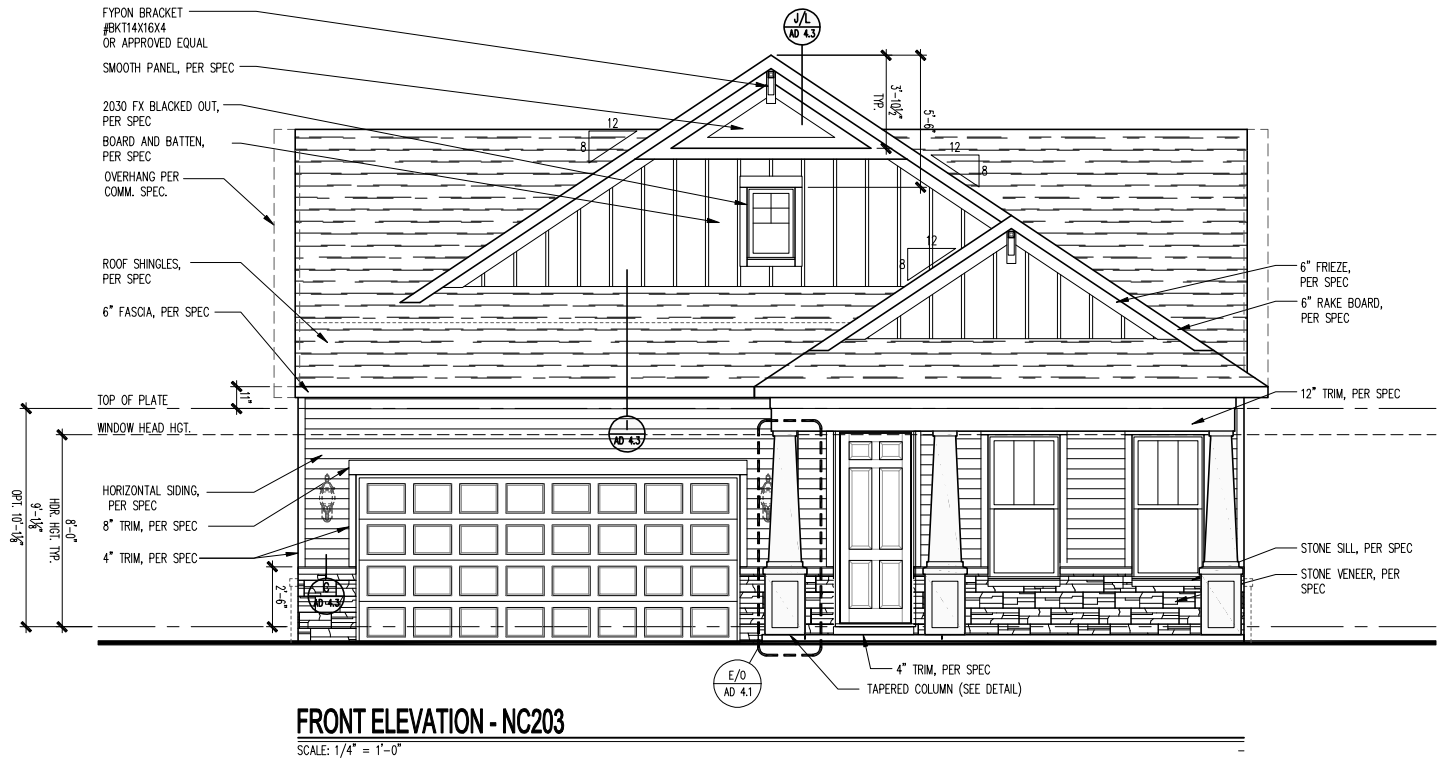 FYPON BRACKET
#BKT14X16X4
OR APPROVED EQUAL
SMOOTH PANEL, PER SPEC
2030 FX BLACKED OUT,
PER SPEC
BOARD AND BATTEN,
PER SPEC
OVERHANG PER
COMM. SPEC.
ROOF SHINGLES,
PER SPEC
6" FASCIA, PER SPEC
11"
TOP OF PLATE
WINDOW HEAD HGT.
HORIZONTAL SIDING,
PER SPEC
8" TRIM, PER SPEC
4" TRIM, PER SPEC
9'-1⅛"
OPT. 10'-1⅛"
8'-0"
HDR. HGT. TYP.
2'-6"
J/L
AD 4.3
3'-10½"
TYP.
5'-6"
12
8
12
8
12
8
I
AD 4.3
B
AD 4.3
6" FRIEZE,
PER SPEC
6" RAKE BOARD,
PER SPEC
12" TRIM, PER SPEC
STONE SILL, PER SPEC
STONE VENEER, PER
SPEC
E/O
AD 4.1
4" TRIM, PER SPEC
TAPERED COLUMN (SEE DETAIL)
FRONT ELEVATION - NC203
SCALE: 1/4" = 1'-0"